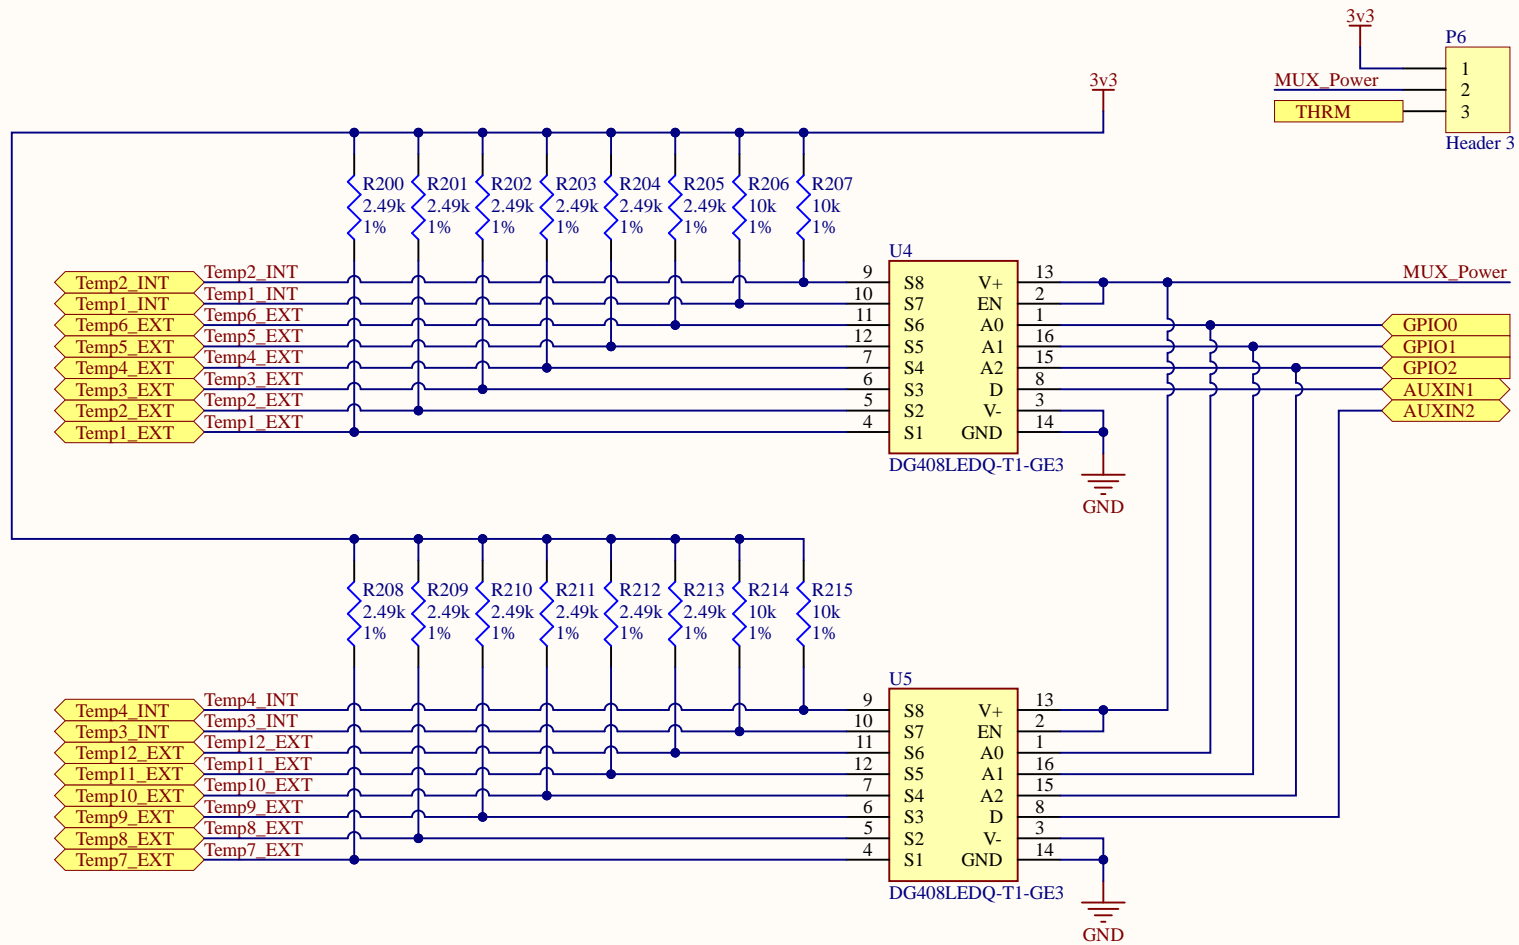 3v3
P6
1
MUX_Power
2
THRM
3
Header 3
3v3
R200 R201 R202 R203 R204 R205 R206 R207
2.49k 2.49k 2.49k 2.49k 2.49k 2.49k 10k 10k
1% 1% 1% 1% 1% 1% 1% 1%
U4
Temp2_INT Temp2_INT 9 S8 V+ 13 MUX_Power
Temp1_INT Temp1_INT 10 S7 EN 2
Temp6_EXT Temp6_EXT 11 S6 A0 1 GPIO0
Temp5_EXT Temp5_EXT 12 S5 A1 16 GPIO1
Temp4_EXT Temp4_EXT 7 S4 A2 15 GPIO2
Temp3_EXT Temp3_EXT 6 S3 D 8 AUXIN1
Temp2_EXT Temp2_EXT 5 S2 V- 3 AUXIN2
Temp1_EXT Temp1_EXT 4 S1 GND 14
DG408LEDQ-T1-GE3
GND
R208 R209 R210 R211 R212 R213 R214 R215
2.49k 2.49k 2.49k 2.49k 2.49k 2.49k 10k 10k
1% 1% 1% 1% 1% 1% 1% 1%
U5
Temp4_INT Temp4_INT 9 S8 V+ 13
Temp3_INT Temp3_INT 10 S7 EN 2
Temp12_EXT Temp12_EXT 11 S6 A0 1
Temp11_EXT Temp11_EXT 12 S5 A1 16
Temp10_EXT Temp10_EXT 7 S4 A2 15
Temp9_EXT Temp9_EXT 6 S3 D 8
Temp8_EXT Temp8_EXT 5 S2 V- 3
Temp7_EXT Temp7_EXT 4 S1 GND 14
DG408LEDQ-T1-GE3
GND